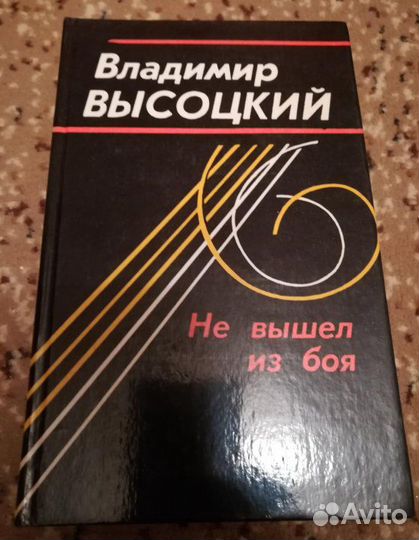 Владимир
ВЫСОЦКИЙ
Не вышел
из боя
Avito